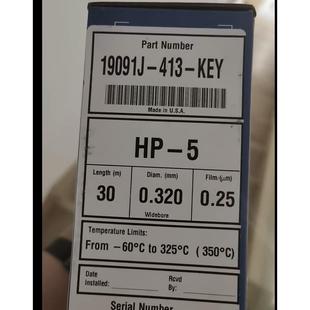 Part Number
19091J-413-KEY
Made in U.S.A.
HP-5
Length (m) Diam. (mm) Film (µm)
30 0.320 0.25
Widebore
Temperature Limits:
From -60°C to 325°C (350°C)
Date Rcvd
Installed: By:
Serial Number